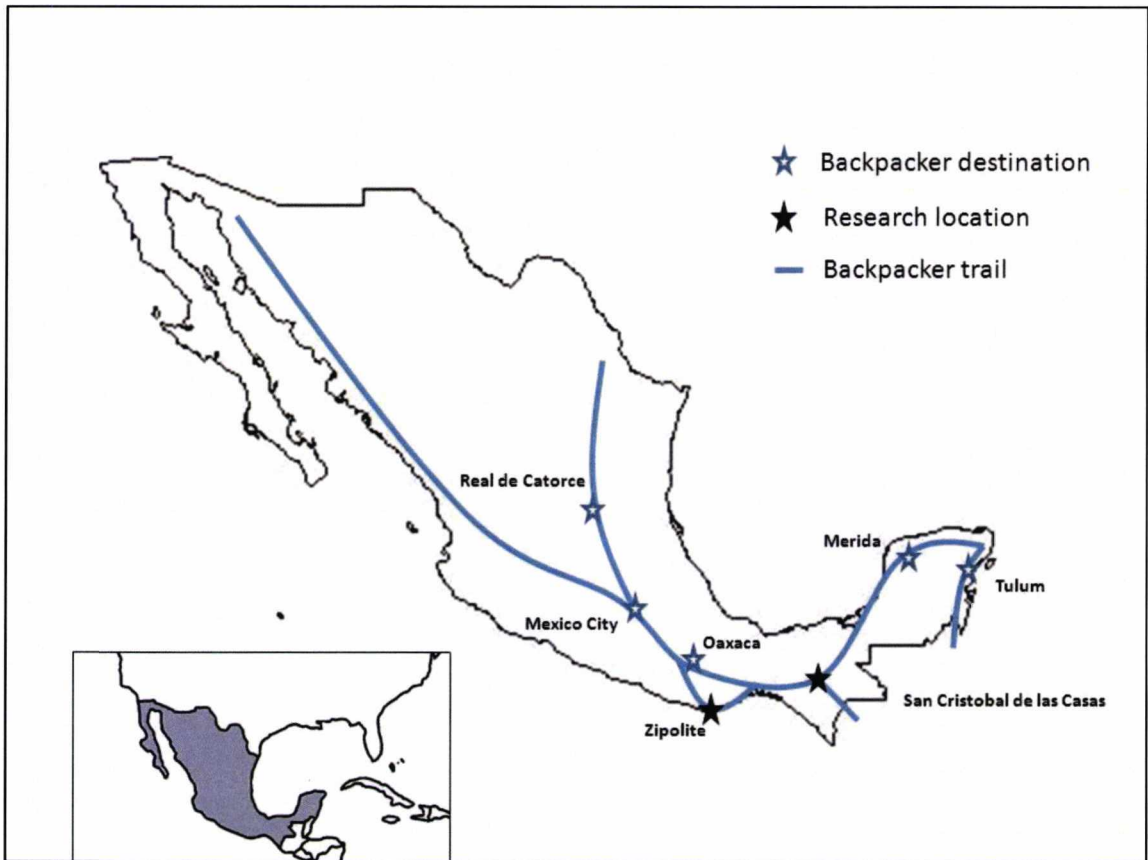 Backpacker destination
Research location
Backpacker trail
Real de Catorce
Merida
Tulum
Mexico City
Oaxaca
San Cristobal de las Casas
Zipolite